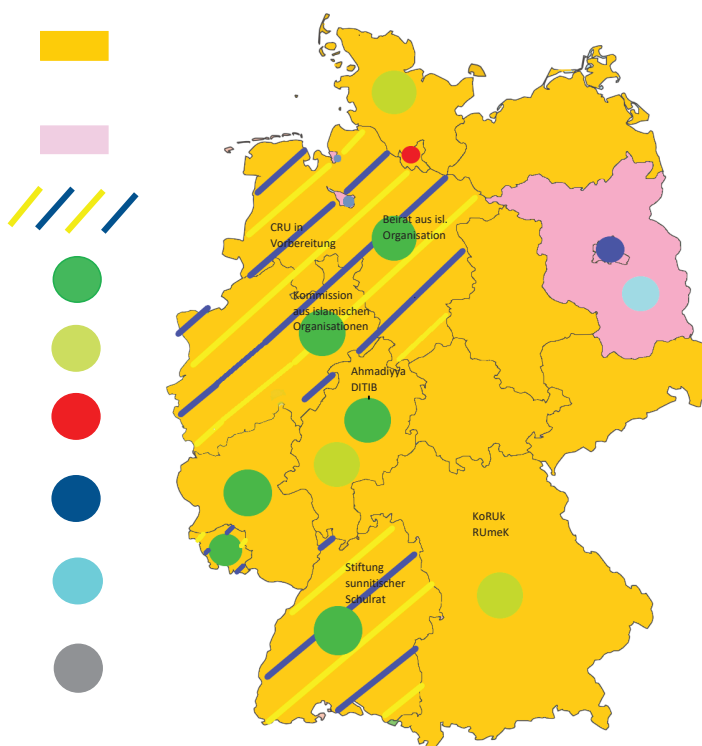 CRU in
Vorbereitung
Beirat aus isl.
Organisation
Kommission
aus islamischen
Organisationen
Ahmadiyya
DITIB
KoRUk
RUmeK
Stiftung
sunnitischer
Schulrat